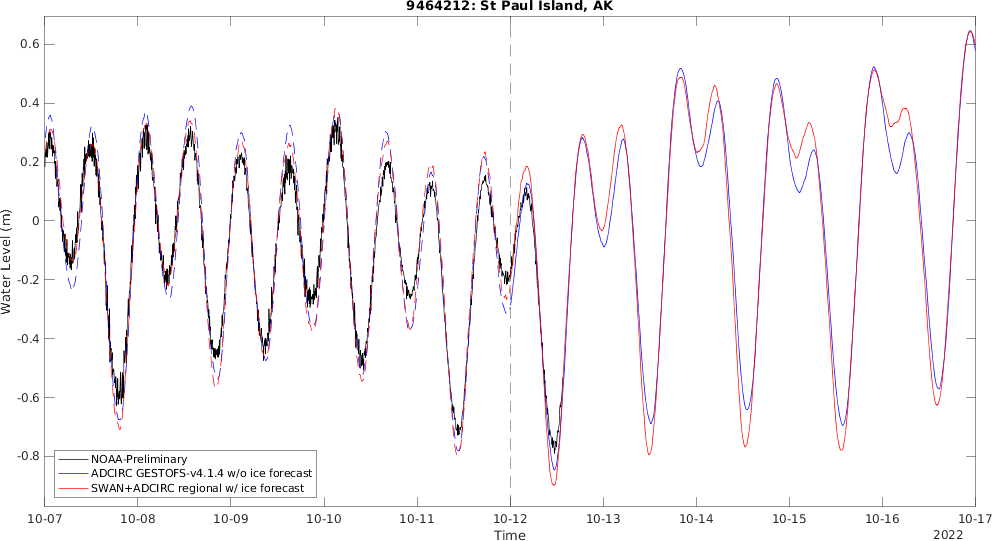 9464212: St Paul Island, AK
Water Level (m)
0.6
0.4
0.2
0
-0.2
-0.4
-0.6
-0.8
NOAA-Preliminary
ADCIRC GESTOFS-v4.1.4 w/o ice forecast
SWAN+ADCIRC regional w/ ice forecast
10-07 10-08 10-09 10-10 10-11 10-12 10-13 10-14 10-15 10-16 10-17
Time
2022